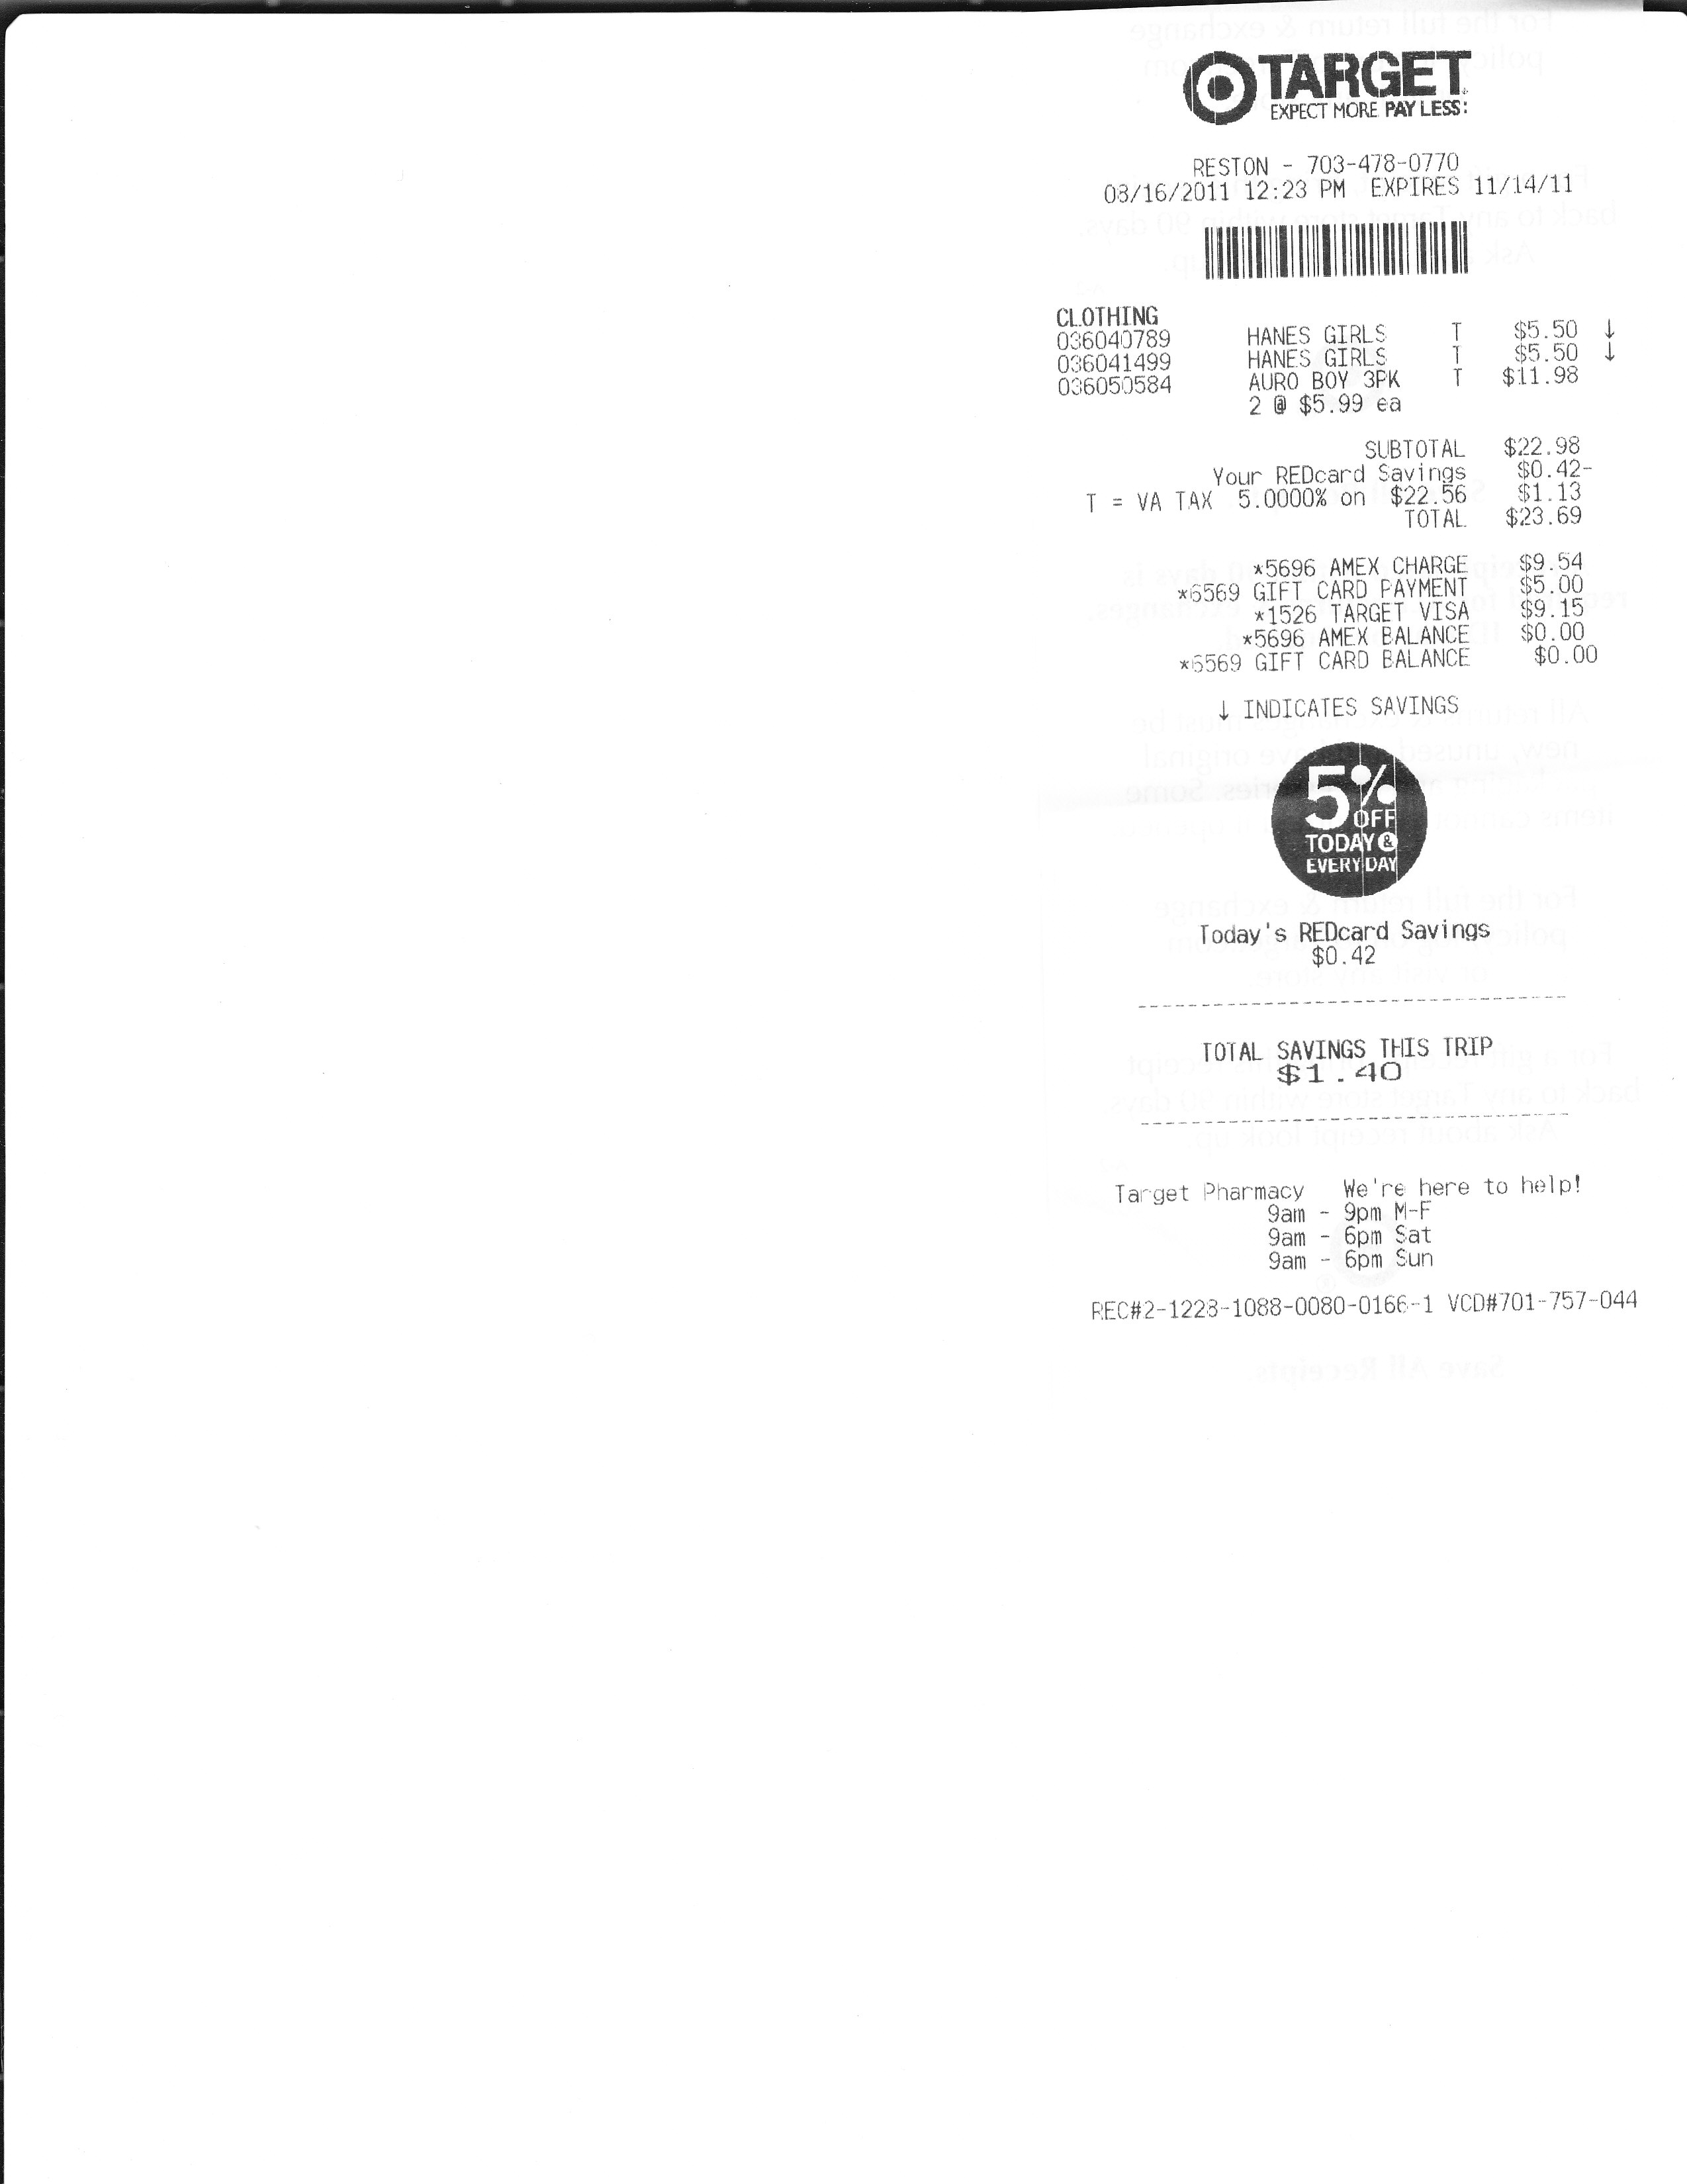 TARGET
EXPECT MORE PAY LESS.
RESTON - 703-478-0770
08/16/2011 12:23 PM EXPIRES 11/14/11
CLOTHING
036040789 HANES GIRLS T $5.50 ↓
036041499 HANES GIRLS T $5.50 ↓
036050584 AURO BOY 3PK T $11.98
2 @ $5.99 ea
SUBTOTAL $22.98
Your REDcard Savings $0.42-
T = VA TAX 5.0000% on $22.56 $1.13
TOTAL $23.69
*5696 AMEX CHARGE $9.54
*6569 GIFT CARD PAYMENT $5.00
*1526 TARGET VISA $9.15
*5696 AMEX BALANCE $0.00
*6569 GIFT CARD BALANCE $0.00
↓ INDICATES SAVINGS
5% OFF
TODAY &
EVERY DAY
Today's REDcard Savings
$0.42
TOTAL SAVINGS THIS TRIP
$1.40
Target Pharmacy We're here to help!
9am - 9pm M-F
9am - 6pm Sat
9am - 6pm Sun
REC#2-1228-1088-0080-0166-1 VCD#701-757-044